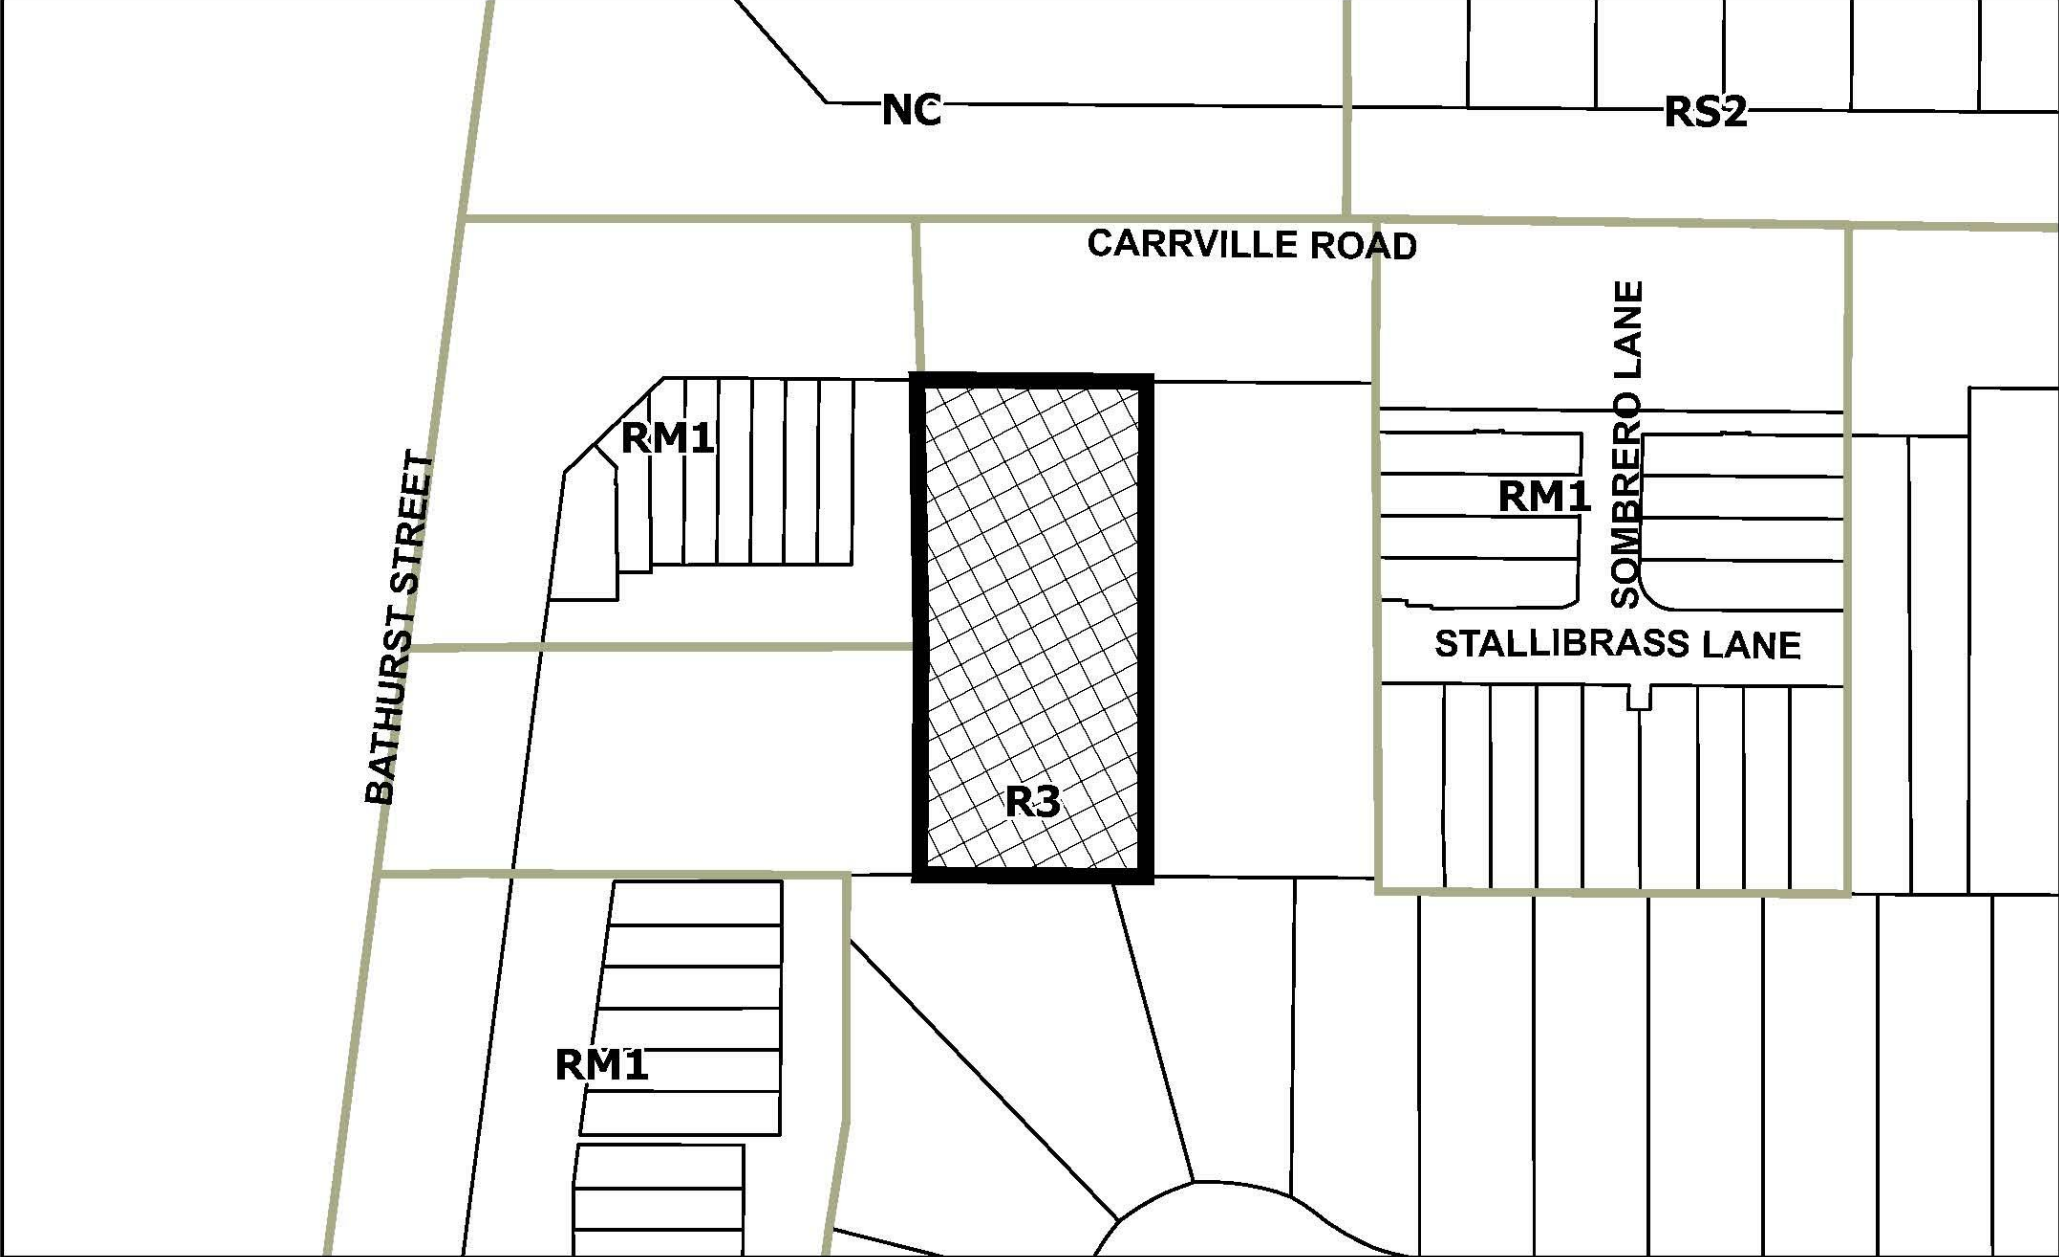 NC
RS2
CARRVILLE ROAD
SOMBRERO LANE
RM1
RM1
BATHURST STREET
STALLIBRASS LANE
R3
RM1